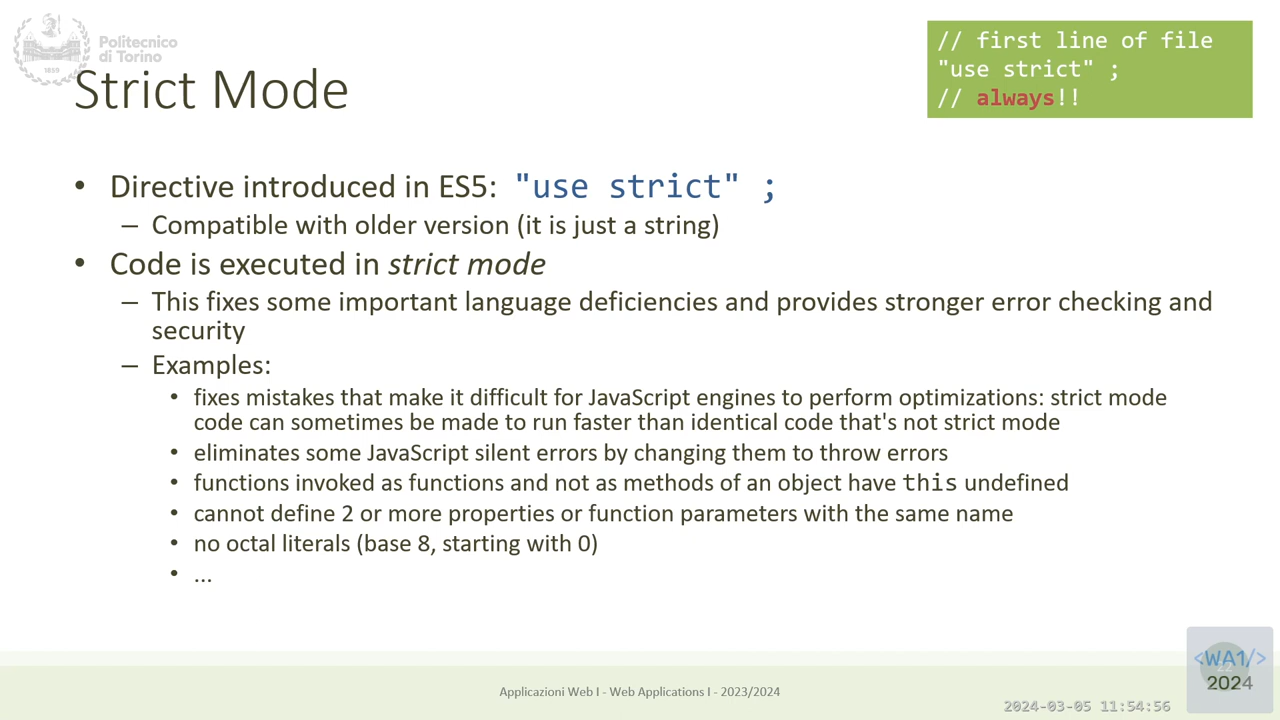 Politecnico
di Torino
1859
Strict Mode
// first line of file
"use strict" ;
// always!!
• Directive introduced in ES5: "use strict" ;
– Compatible with older version (it is just a string)
• Code is executed in strict mode
– This fixes some important language deficiencies and provides stronger error checking and
security
– Examples:
• fixes mistakes that make it difficult for JavaScript engines to perform optimizations: strict mode
code can sometimes be made to run faster than identical code that's not strict mode
• eliminates some JavaScript silent errors by changing them to throw errors
• functions invoked as functions and not as methods of an object have this undefined
• cannot define 2 or more properties or function parameters with the same name
• no octal literals (base 8, starting with 0)
• ...
Applicazioni Web I - Web Applications I - 2023/2024
<WA1/>
2024
2024-03-05 11:54:56